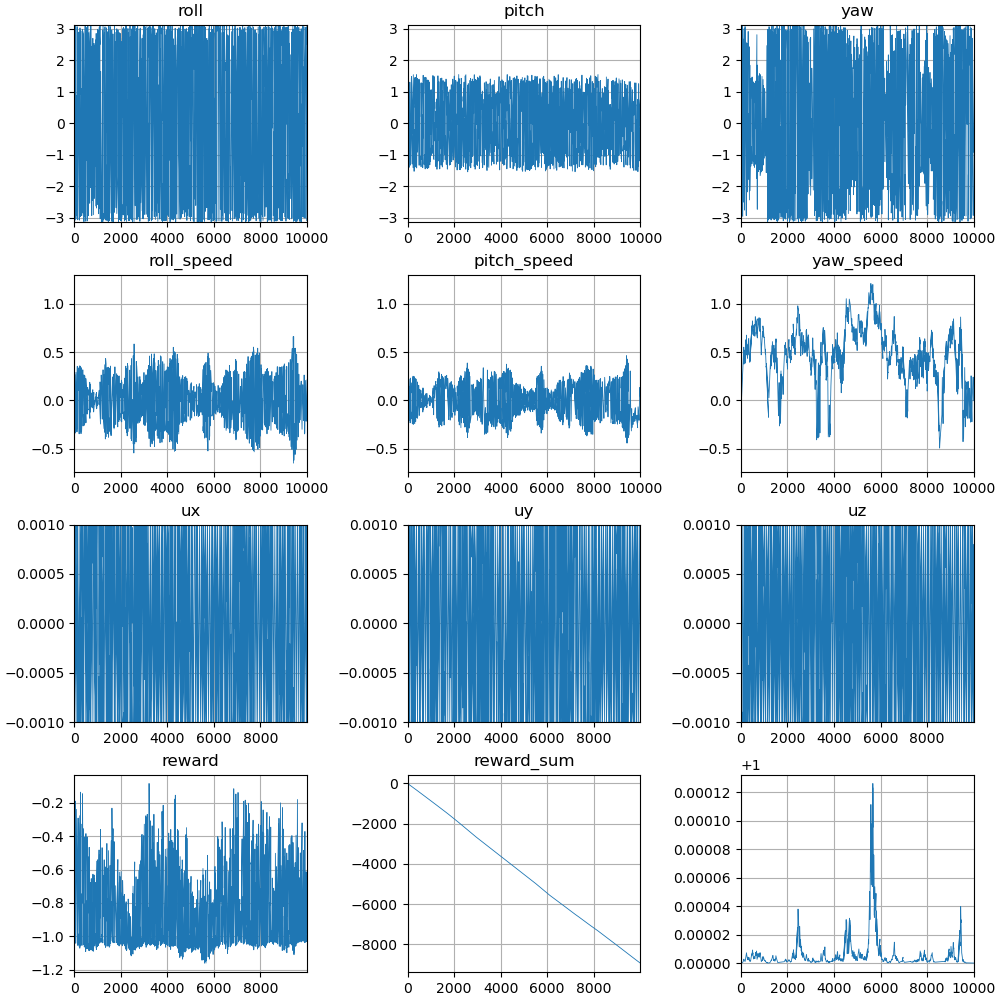 roll
pitch
yaw
3
2
1
0
−1
−2
−3
0 2000 4000 6000 8000 10000
3
2
1
0
−1
−2
−3
0 2000 4000 6000 8000 10000
3
2
1
0
−1
−2
−3
0 2000 4000 6000 8000 10000
roll_speed
pitch_speed
yaw_speed
1.0
0.5
0.0
−0.5
0 2000 4000 6000 8000 10000
1.0
0.5
0.0
−0.5
0 2000 4000 6000 8000 10000
1.0
0.5
0.0
−0.5
0 2000 4000 6000 8000 10000
ux
uy
uz
0.0010
0.0005
0.0000
−0.0005
−0.0010
0 2000 4000 6000 8000
0.0010
0.0005
0.0000
−0.0005
−0.0010
0 2000 4000 6000 8000
0.0010
0.0005
0.0000
−0.0005
−0.0010
0 2000 4000 6000 8000
reward
reward_sum
+1
−0.2
−0.4
−0.6
−0.8
−1.0
−1.2
0 2000 4000 6000 8000
0
−2000
−4000
−6000
−8000
0 2000 4000 6000 8000
0.00012
0.00010
0.00008
0.00006
0.00004
0.00002
0.00000
0 2000 4000 6000 8000 10000